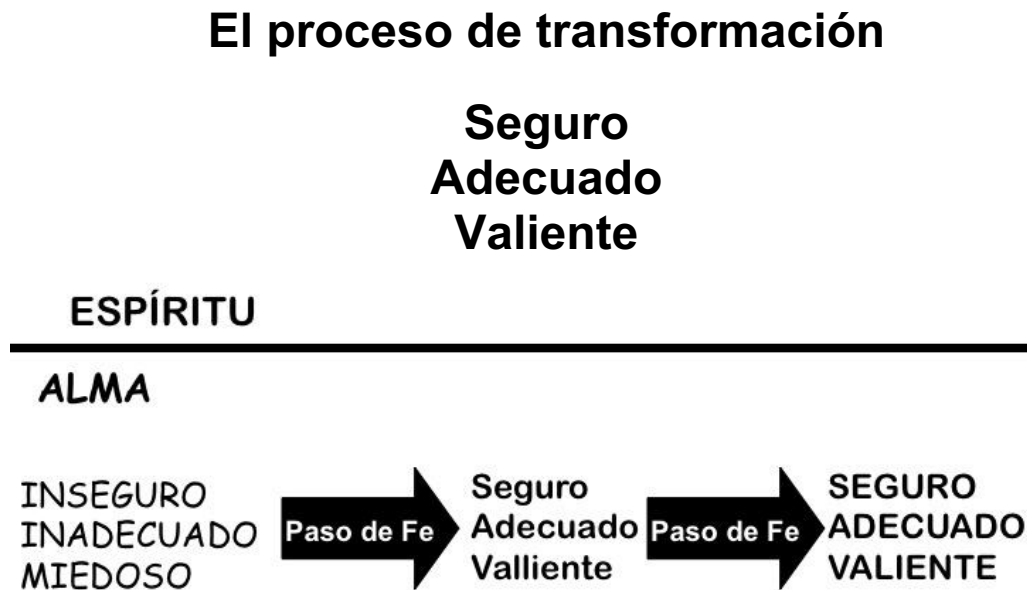 El proceso de transformación
Seguro
Adecuado
Valiente
ESPÍRITU
ALMA
INSEGURO
INADECUADO
MIEDOSO
Paso de Fe
Seguro
Adecuado
Valliente
Paso de Fe
SEGURO
ADECUADO
VALIENTE